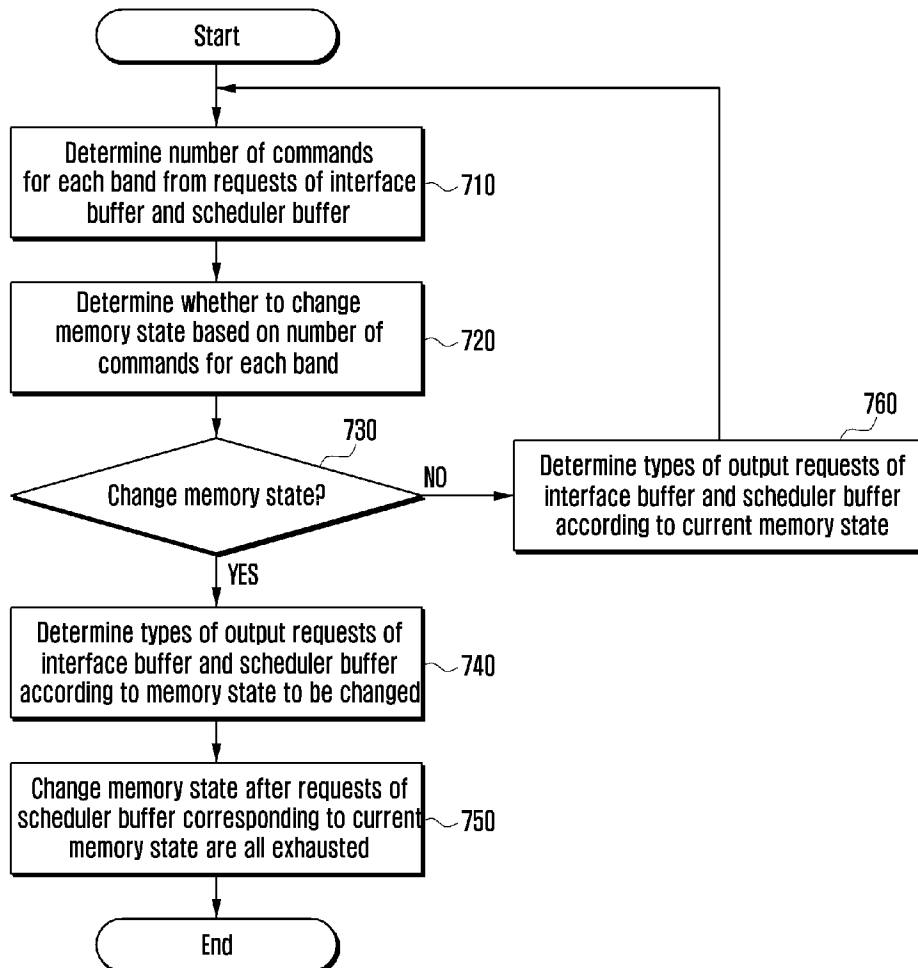 Start
Determine number of commands
for each band from requests of interface
buffer and scheduler buffer
710
Determine whether to change
memory state based on number of
commands for each band
720
730
Change memory state?
NO
YES
760
Determine types of output requests of
interface buffer and scheduler buffer
according to current memory state
Determine types of output requests of
interface buffer and scheduler buffer
according to memory state to be changed
740
Change memory state after requests of
scheduler buffer corresponding to current
memory state are all exhausted
750
End